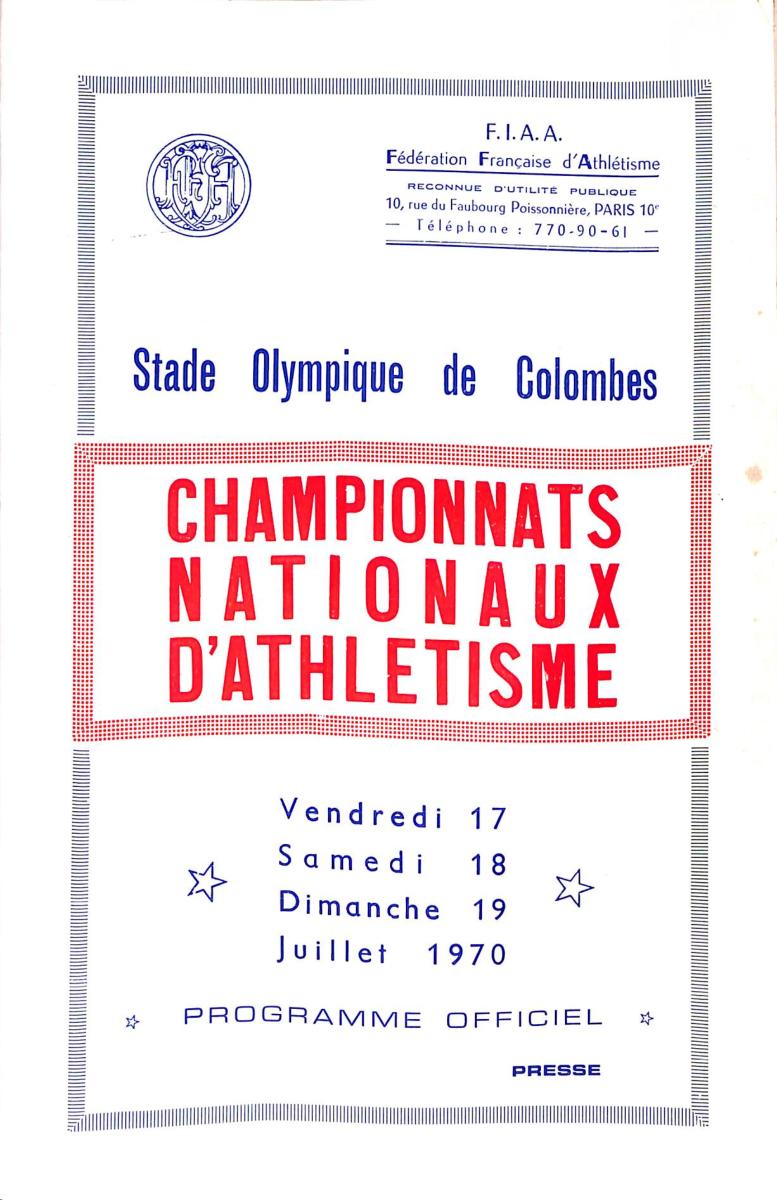 F.I.A.A.
Fédération Française d'Athlétisme
RECONNUE D'UTILITÉ PUBLIQUE
10, rue du Faubourg Poissonnière, PARIS 10e
— Téléphone : 770-90-61 —
Stade Olympique de Colombes
CHAMPIONNATS
NATIONAUX
D'ATHLETISME
Vendredi 17
Samedi 18
Dimanche 19
Juillet 1970
PROGRAMME OFFICIEL
PRESSE